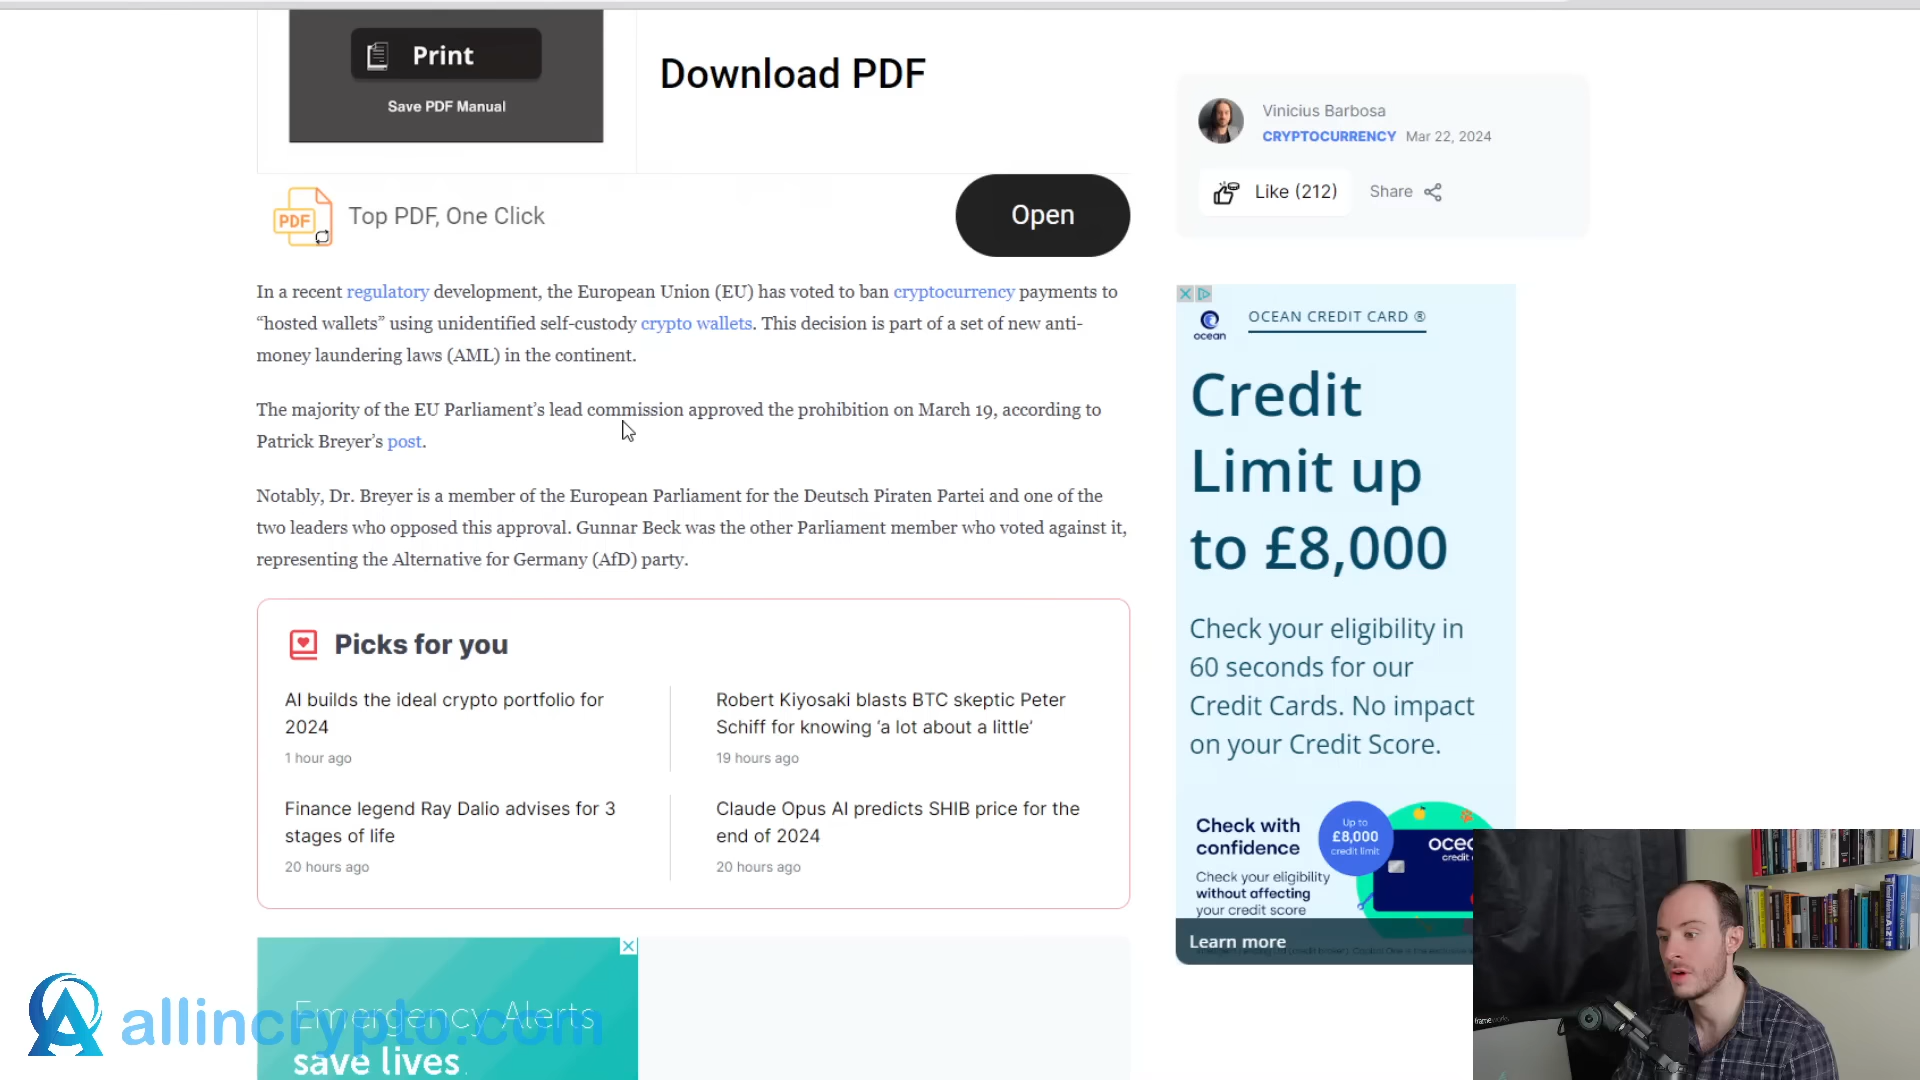 Print
Save PDF Manual
Download PDF
PDF
Top PDF, One Click
Open
In a recent regulatory development, the European Union (EU) has voted to ban cryptocurrency payments to
“hosted wallets” using unidentified self-custody crypto wallets. This decision is part of a set of new anti-
money laundering laws (AML) in the continent.
The majority of the EU Parliament’s lead commission approved the prohibition on March 19, according to
Patrick Breyer’s post.
Notably, Dr. Breyer is a member of the European Parliament for the Deutsch Piraten Partei and one of the
two leaders who opposed this approval. Gunnar Beck was the other Parliament member who voted against it,
representing the Alternative for Germany (AfD) party.
Picks for you
AI builds the ideal crypto portfolio for
2024
1 hour ago
Robert Kiyosaki blasts BTC skeptic Peter
Schiff for knowing ‘a lot about a little’
19 hours ago
Finance legend Ray Dalio advises for 3
stages of life
20 hours ago
Claude Opus AI predicts SHIB price for the
end of 2024
20 hours ago
Emergency Alerts
save lives
allincrypto.com
Vinicius Barbosa
CRYPTOCURRENCY Mar 22, 2024
Like (212)
Share
ocean
OCEAN CREDIT CARD ®
Credit
Limit up
to £8,000
Check your eligibility in
60 seconds for our
Credit Cards. No impact
on your Credit Score.
Check with
confidence
Check your eligibility
without affecting
your credit score
Up to
£8,000
credit limit
Learn more